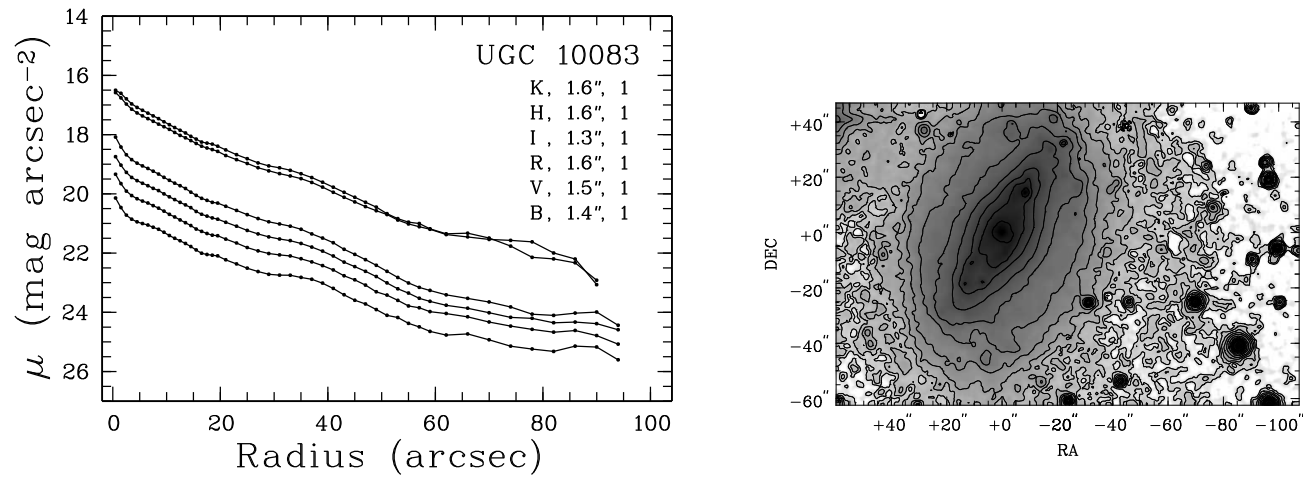 14
16
18
20
22
24
26
μ (mag arcsec⁻²)
UGC 10083
K, 1.6″, 1
H, 1.6″, 1
I, 1.3″, 1
R, 1.6″, 1
V, 1.5″, 1
B, 1.4″, 1
0 20 40 60 80 100
Radius (arcsec)
+40″
+20″
+0″
−20″
−40″
−60″
DEC
+40″ +20″ +0″ −20″ −40″ −60″ −80″ −100″
RA